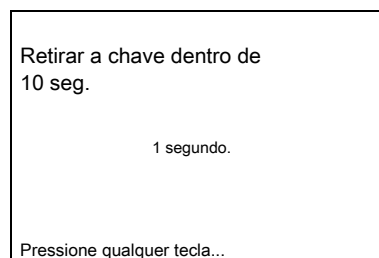 Retirar a chave dentro de
10 seg.
1 segundo.
Pressione qualquer tecla...